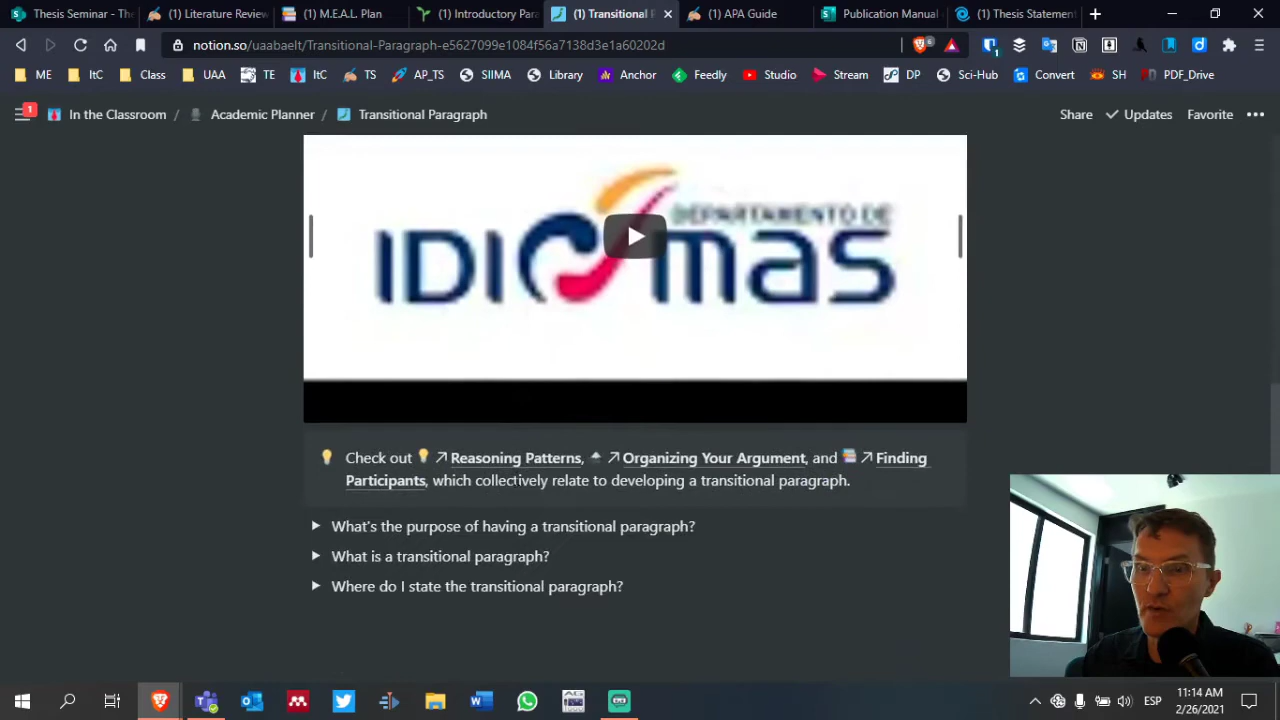 (1) Thesis Seminar - The
(1) Literature Review
(1) M.E.A.L. Plan
(1) Introductory Para
(1) Transitional P
(1) APA Guide
Publication Manual
(1) Thesis Statement
notion.so/uaabaelt/Transitional-Paragraph-e5627099e1084f56a7138d3e1a60202d
6
1
ME
ItC
Class
UAA
TE
ItC
TS
AP_TS
SIIMA
Library
Anchor
Feedly
Studio
Stream
DP
Sci-Hub
Convert
SH
PDF_Drive
1
In the Classroom / Academic Planner / Transitional Paragraph
Share
Updates
Favorite
DEPARTAMENTO DE
IDIOmas
Check out Reasoning Patterns, Organizing Your Argument, and Finding
Participants, which collectively relate to developing a transitional paragraph.
What's the purpose of having a transitional paragraph?
What is a transitional paragraph?
Where do I state the transitional paragraph?
ESP
11:14 AM
2/26/2021